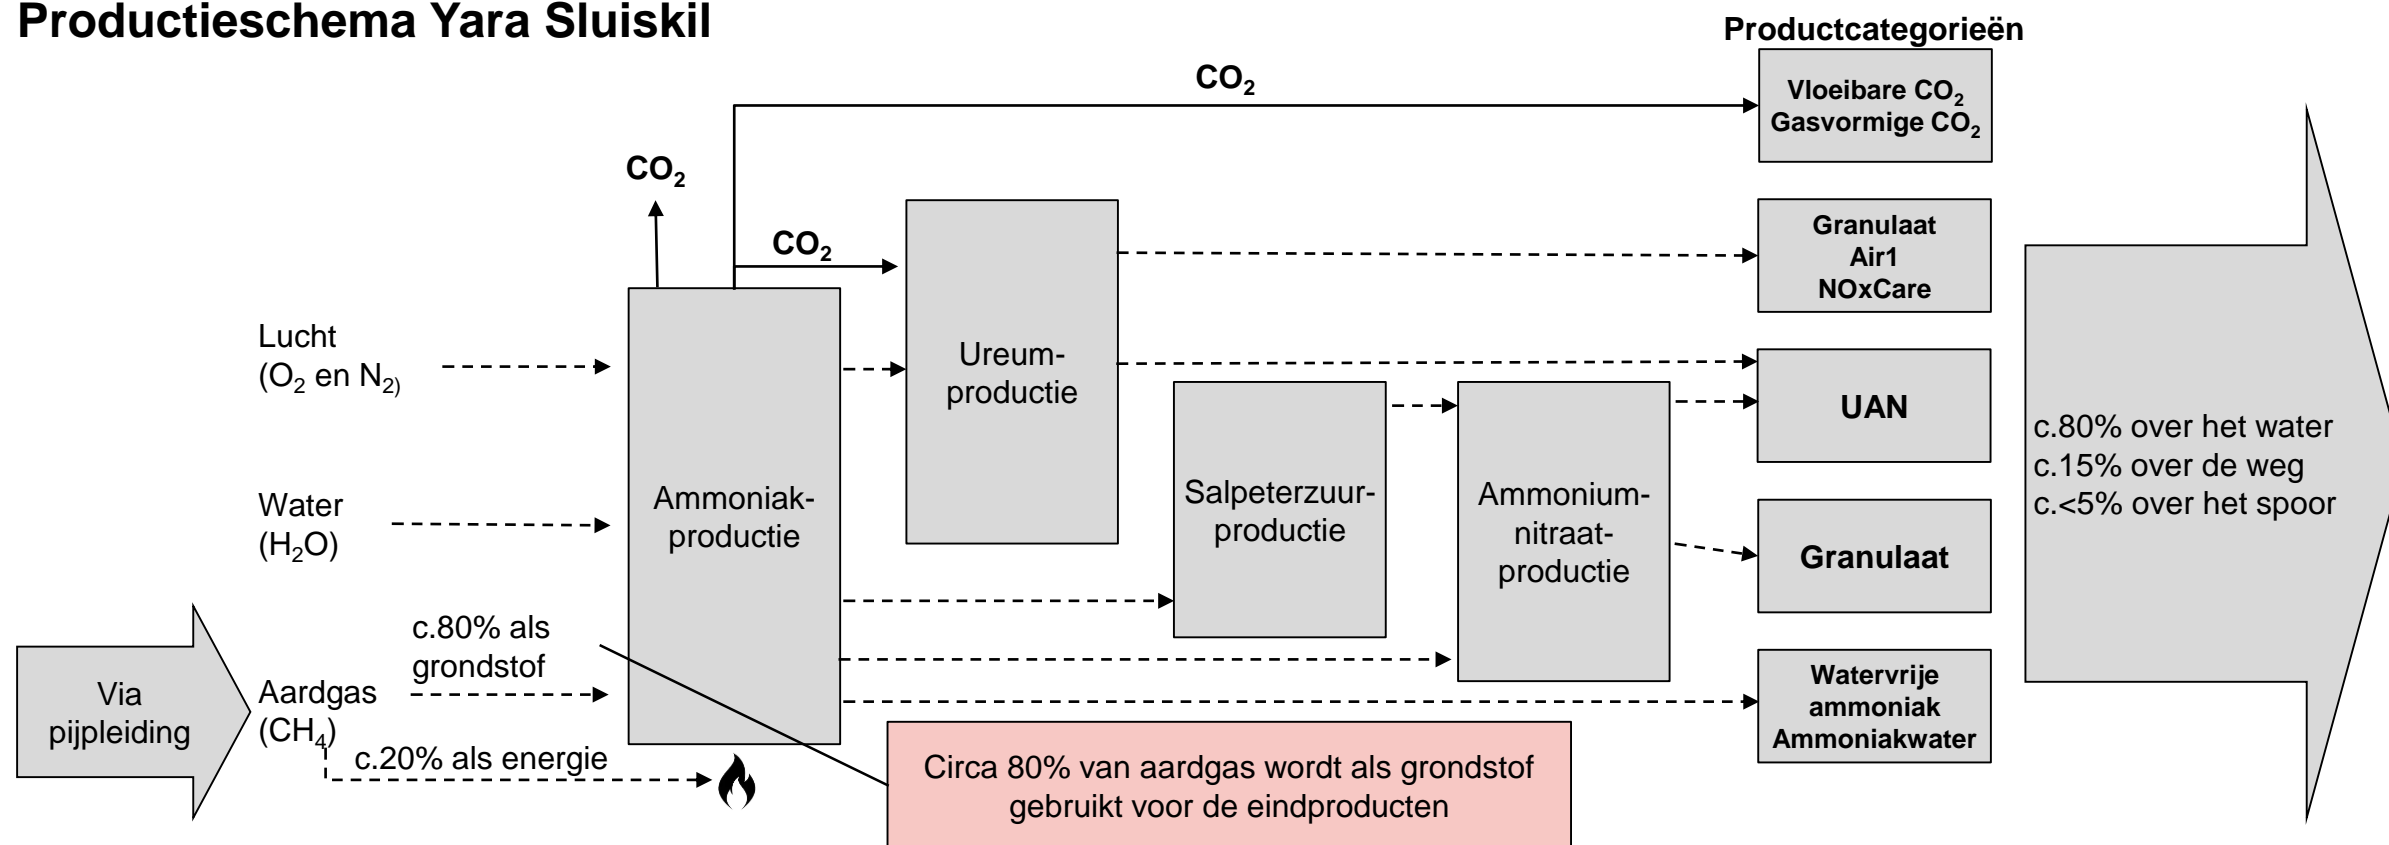 Productieschema Yara Sluiskil
Productcategorieën
CO₂
Vloeibare CO₂
Gasvormige CO₂
CO₂
CO₂
Granulaat
Air1
NOxCare
Lucht
(O₂ en N₂₎
Ureum-
productie
UAN
Water
(H₂O)
Ammoniak-
productie
Salpeterzuur-
productie
Ammonium-
nitraat-
productie
Granulaat
c.80% over het water
c.15% over de weg
c.<5% over het spoor
c.80% als
grondstof
Via
pijpleiding
Aardgas
(CH₄)
c.20% als energie
Watervrije
ammoniak
Ammoniakwater
Circa 80% van aardgas wordt als grondstof
gebruikt voor de eindproducten